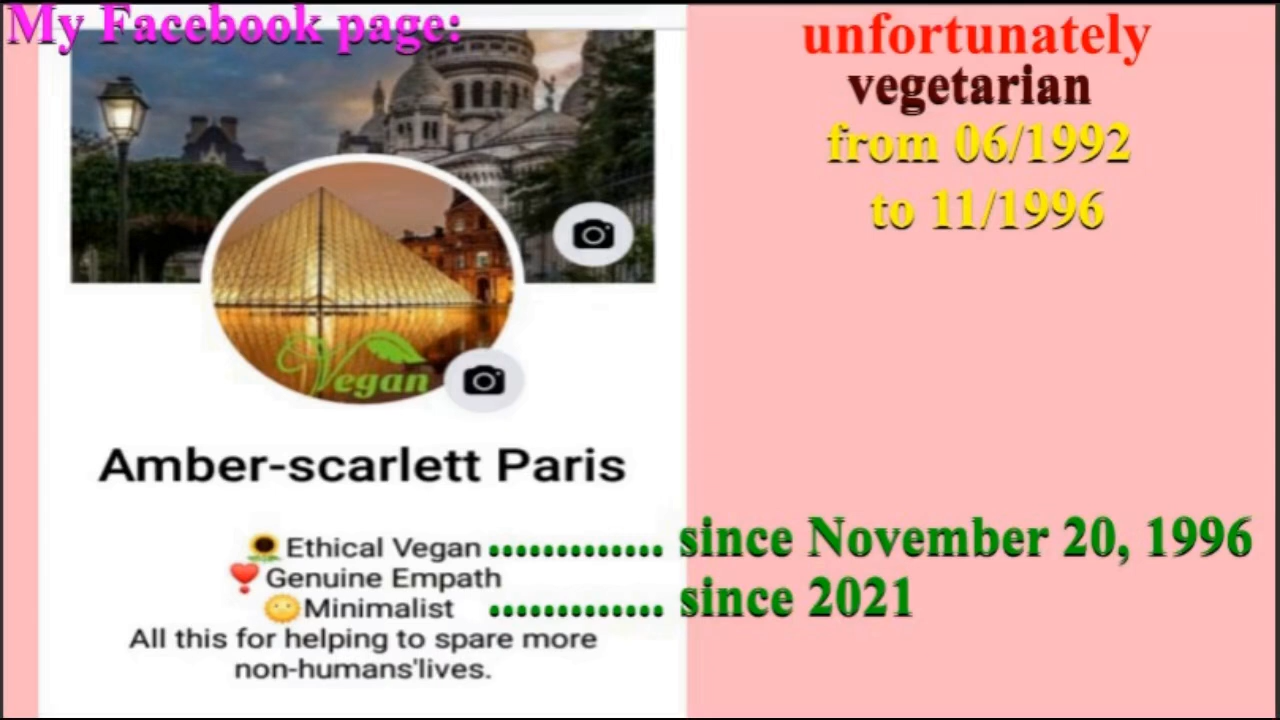 My Facebook page:
unfortunately
vegetarian
from 06/1992
to 11/1996
Vegan
Amber-scarlett Paris
🌻Ethical Vegan ............. since November 20, 1996
❣️Genuine Empath
🌝Minimalist ............. since 2021
All this for helping to spare more
non-humans'lives.